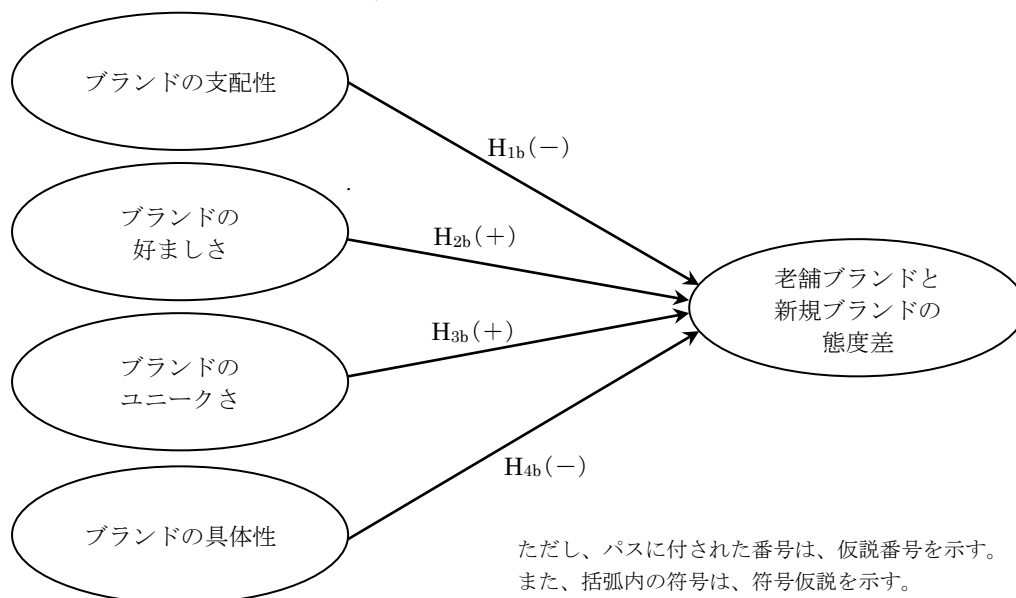 ブランドの支配性
H1b(−)
ブランドの
好ましさ
H2b(+)
老舗ブランドと
新規ブランドの
態度差
H3b(+)
ブランドの
ユニークさ
H4b(−)
ブランドの具体性
ただし、パスに付された番号は、仮説番号を示す。
また、括弧内の符号は、符号仮説を示す。